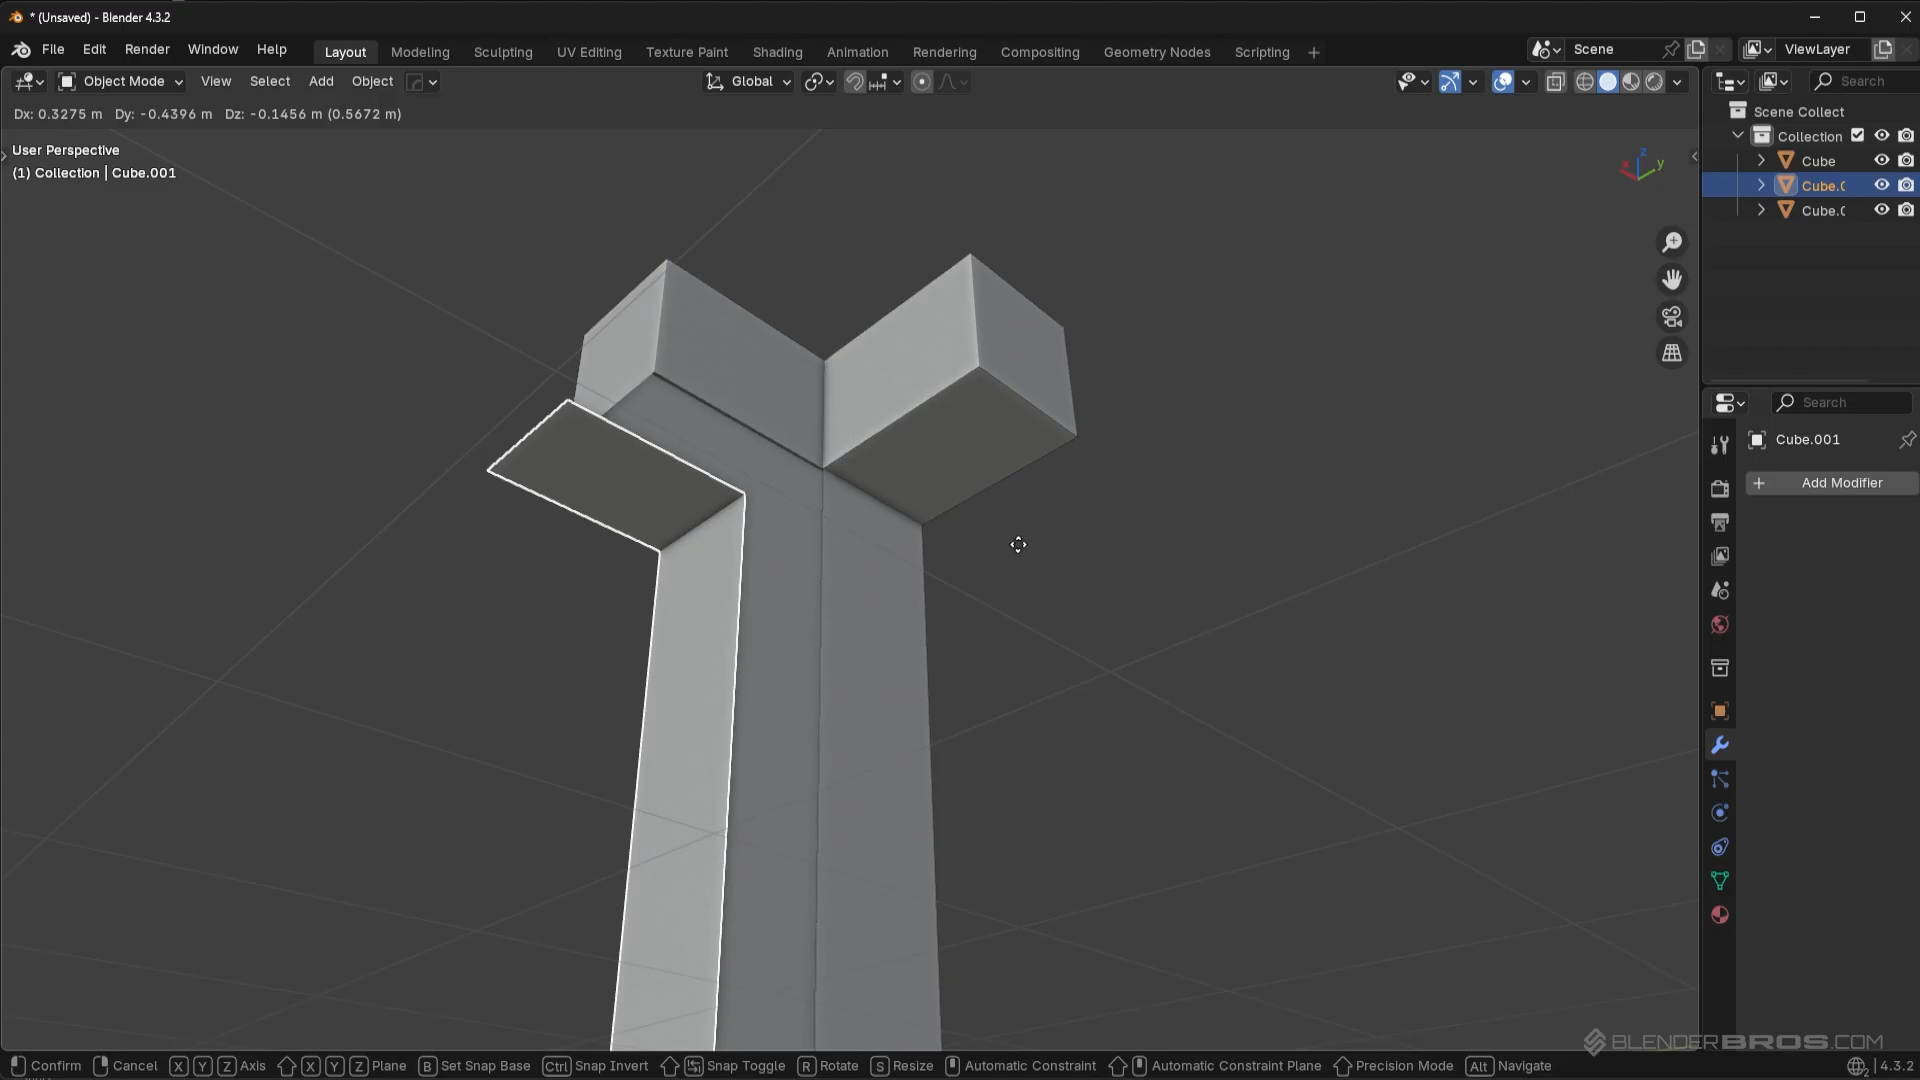 * (Unsaved) - Blender 4.3.2
File Edit Render Window Help Layout Modeling Sculpting UV Editing Texture Paint Shading Animation Rendering Compositing Geometry Nodes Scripting + Scene ViewLayer
Object Mode View Select Add Object Global Search
Dx: 0.3275 m Dy: -0.4396 m Dz: -0.1456 m (0.5672 m)
Scene Collect
Collection
User Perspective
(1) Collection | Cube.001
Cube
Cube.0
Cube.0
x z y
Search
Cube.001
+ Add Modifier
BLENDERBROS.COM
Confirm Cancel X Y Z Axis X Y Z Plane B Set Snap Base Ctrl Snap Invert Snap Toggle R Rotate S Resize Automatic Constraint Automatic Constraint Plane Precision Mode Alt Navigate 4.3.2